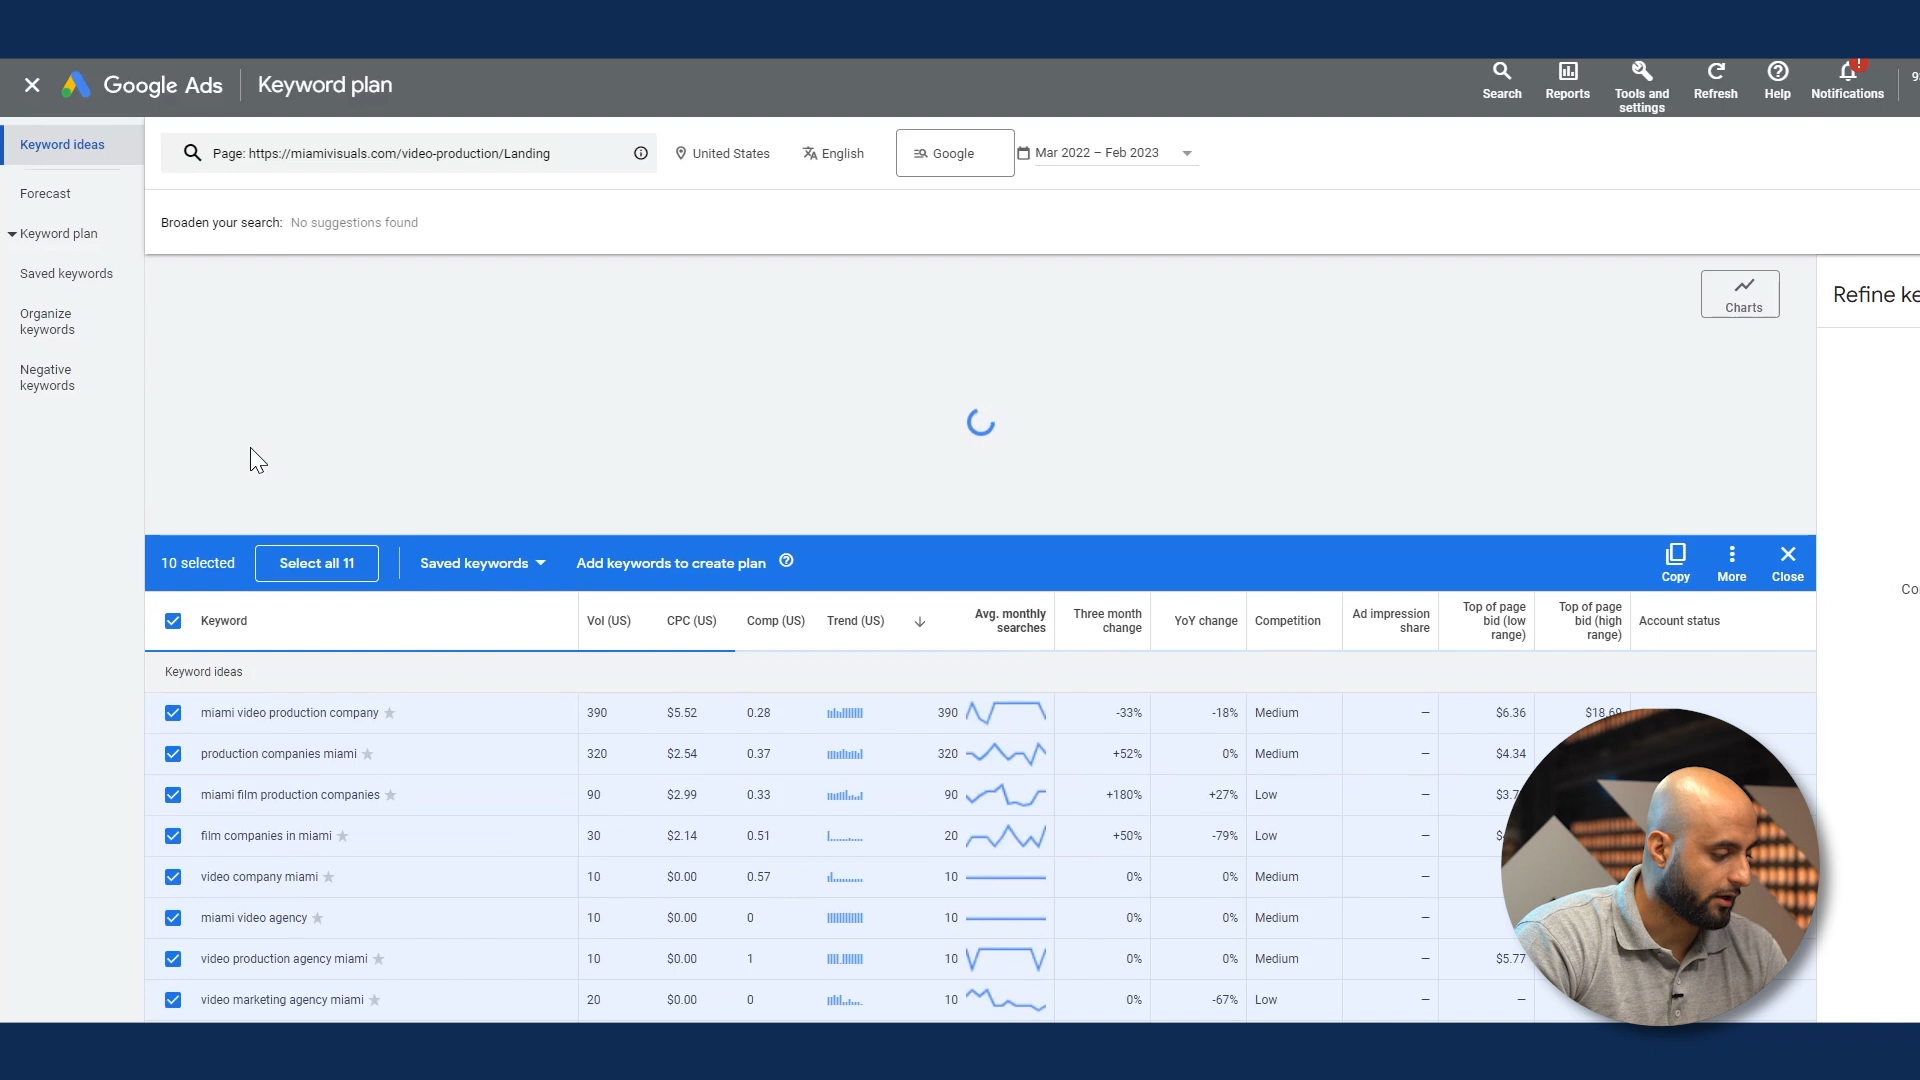 Google Ads Keyword plan
Search Reports Tools and settings Refresh Help Notifications
Keyword ideas
Forecast
Keyword plan
Saved keywords
Organize keywords
Negative keywords
Page: https://miamivisuals.com/video-production/Landing United States English Google Mar 2022 – Feb 2023
Broaden your search: No suggestions found
Charts
Refine
10 selected Select all 11 Saved keywords Add keywords to create plan Copy More Close
Keyword Vol (US) CPC (US) Comp (US) Trend (US) Avg. monthly searches Three month change YoY change Competition Ad impression share Top of page bid (low range) Top of page bid (high range) Account status
Keyword ideas
miami video production company 390 $5.52 0.28 390 -33% -18% Medium – $6.36 $18.69
production companies miami 320 $2.54 0.37 320 +52% 0% Medium – $4.34
miami film production companies 90 $2.99 0.33 90 +180% +27% Low –
film companies in miami 30 $2.14 0.51 20 +50% -79% Low –
video company miami 10 $0.00 0.57 10 0% 0% Medium –
miami video agency 10 $0.00 0 10 0% 0% Medium –
video production agency miami 10 $0.00 1 10 0% 0% Medium – $5.77
video marketing agency miami 20 $0.00 0 10 0% -67% Low – –